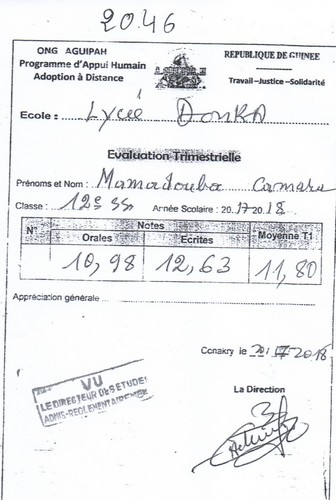 2046
ONG AGUIPAH
Programme d'Appui Humain
Adoption à Distance
REPUBLIQUE DE GUINEE
Travail -Justice -Solidarité
Ecole : Lycée DonKA
Evaluation Trimestrielle
Prénoms et Nom : Mamadouba Camara
Classe : 12e SS Année Scolaire : 2017 2018
N° Notes Moyenne T1
Orales Ecrites
10,98 12,63 11,80
Appréciation générale
Conakry le 2018
VU
LE DIRECTEUR DES ETUDES
ADMIS-REGLEMENTAIREMENT
La Direction